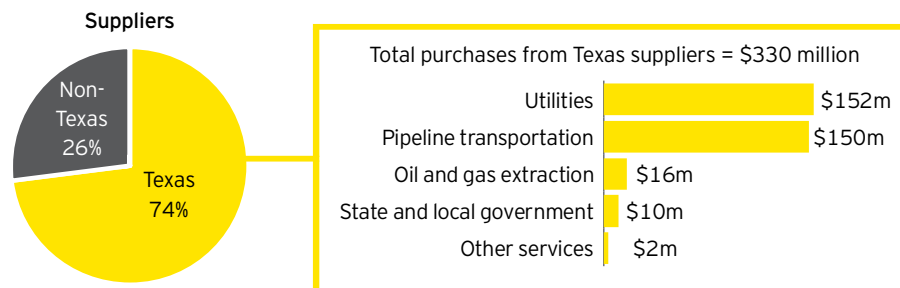 Suppliers
Non-
Texas
26%
Texas
74%
Total purchases from Texas suppliers = $330 million
Utilities $152m
Pipeline transportation $150m
Oil and gas extraction $16m
State and local government $10m
Other services $2m